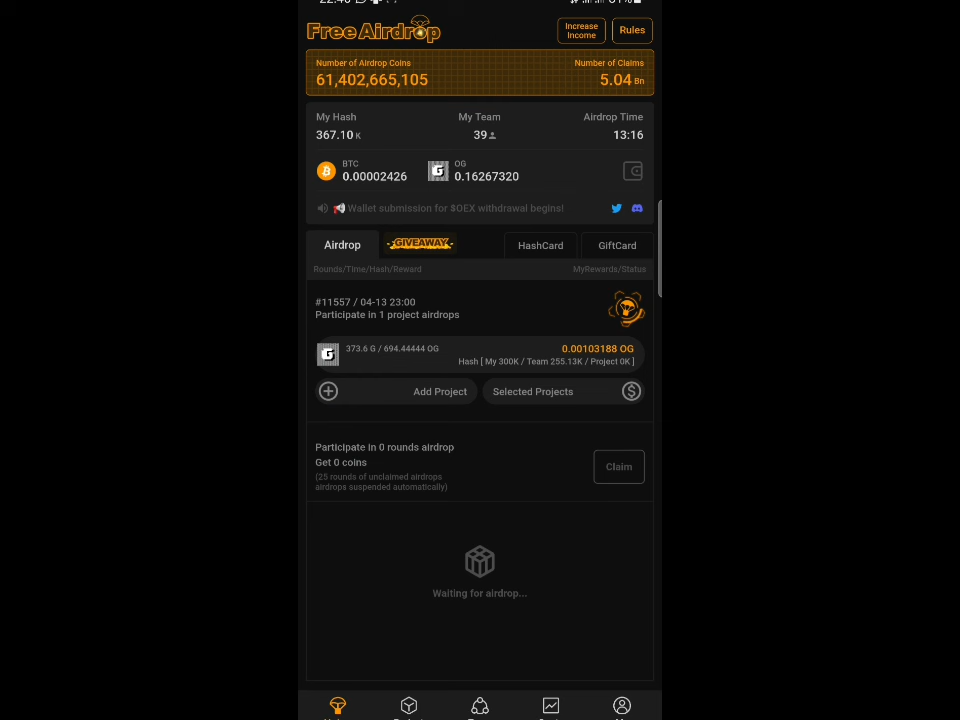 Free Airdrop
Increase Income
Rules
Number of Airdrop Coins
Number of Claims
61,402,665,105
5.04 Bn
My Hash
My Team
Airdrop Time
367.10 K
39
13:16
BTC
0.00002426
OG
0.16267320
Wallet submission for $OEX withdrawal begins!
Airdrop
GIVEAWAY
HashCard
GiftCard
Rounds/Time/Hash/Reward
MyRewards/Status
#11557 / 04-13 23:00
Participate in 1 project airdrops
373.6 G / 694.44444 OG
0.00103188 OG
Hash [ My 300K / Team 255.13K / Project 0K ]
Add Project
Selected Projects
Participate in 0 rounds airdrop
Get 0 coins
(25 rounds of unclaimed airdrops
airdrops suspended automatically)
Claim
Waiting for airdrop...